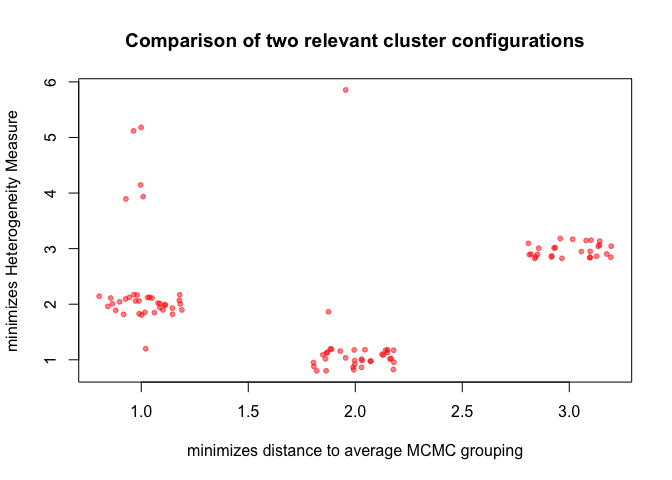 Comparison of two relevant cluster configurations
minimizes Heterogeneity Measure
6
5
4
3
2
1
1.0 1.5 2.0 2.5 3.0
minimizes distance to average MCMC grouping